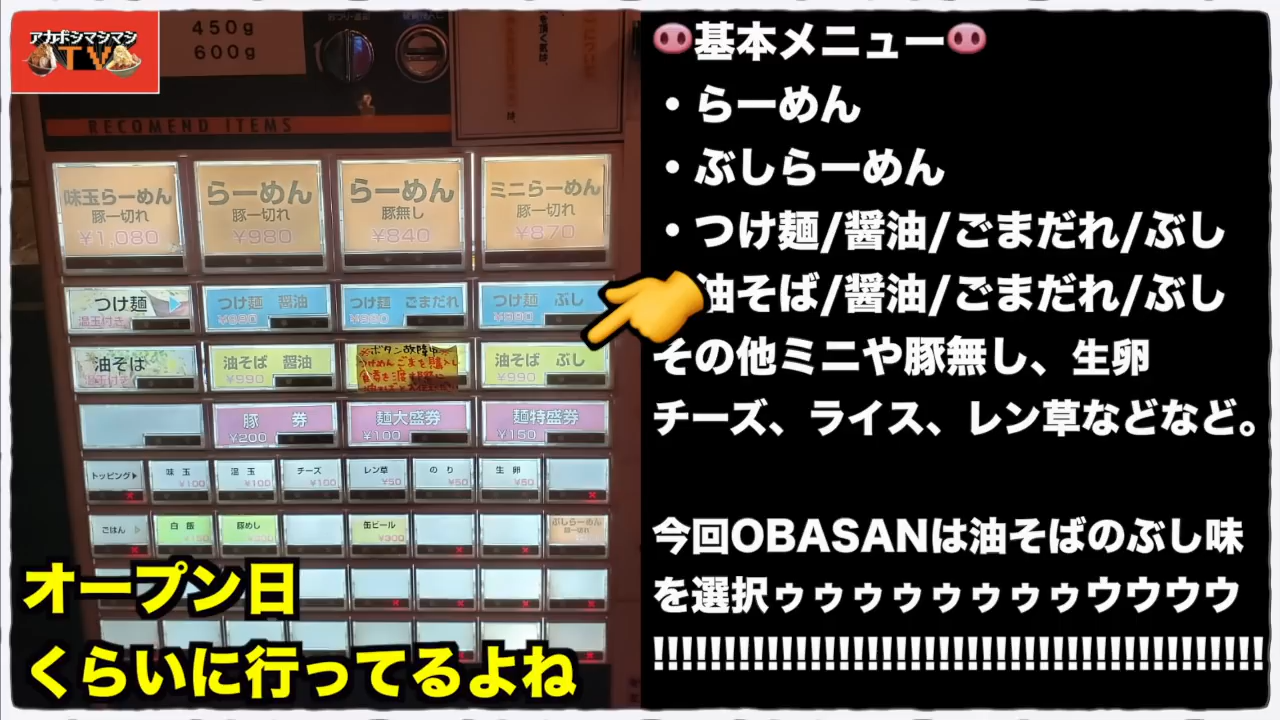 アカボシマシマシ
TV
450g
600g
RECOMEND ITEMS
味玉らーめん
豚一切れ
¥1,080
らーめん
豚一切れ
¥980
らーめん
豚無し
¥840
ミニらーめん
豚一切れ
¥870
つけ麺
温玉付き
つけ麺 醤油
つけ麺 ごまだれ
つけ麺 ぶし
油そば
油そば 醤油
¥990
※ボタン故障中
油そば ぶし
¥990
豚 券
¥200
麺大盛券
¥100
麺特盛券
¥150
トッピング▶
味玉
¥100
温玉
¥100
チーズ
¥100
レン草
¥50
のり
¥50
生卵
¥50
ごはん ▷
白飯
豚めし
缶ビール
ぶしらーめん
オープン日
くらいに行ってるよね
🐽基本メニュー🐽
・らーめん
・ぶしらーめん
・つけ麺/醤油/ごまだれ/ぶし
油そば/醤油/ごまだれ/ぶし
その他ミニや豚無し、生卵
チーズ、ライス、レン草などなど。
今回OBASANは油そばのぶし味
を選択ゥゥゥゥゥゥゥゥウウウウ
!!!!!!!!!!!!!!!!!!!!!!!!!!!!!!!!!!!!!!!!!!